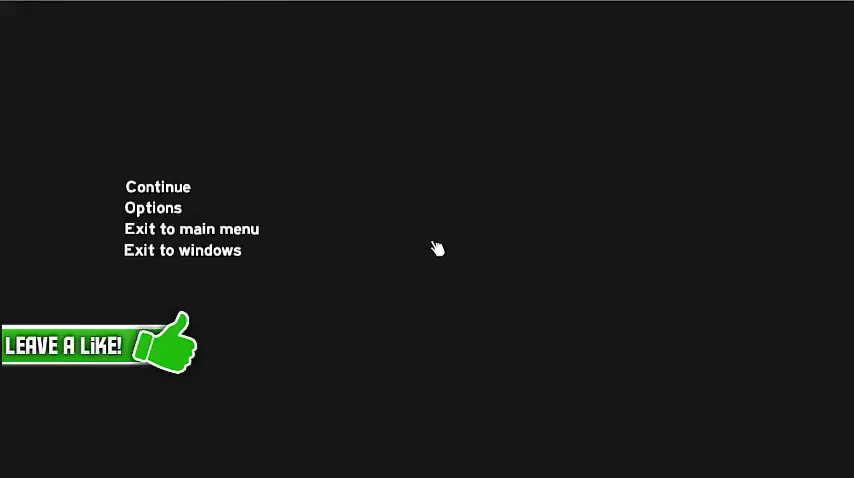 Continue
Options
Exit to main menu
Exit to windows
LEAVE A LiKE!